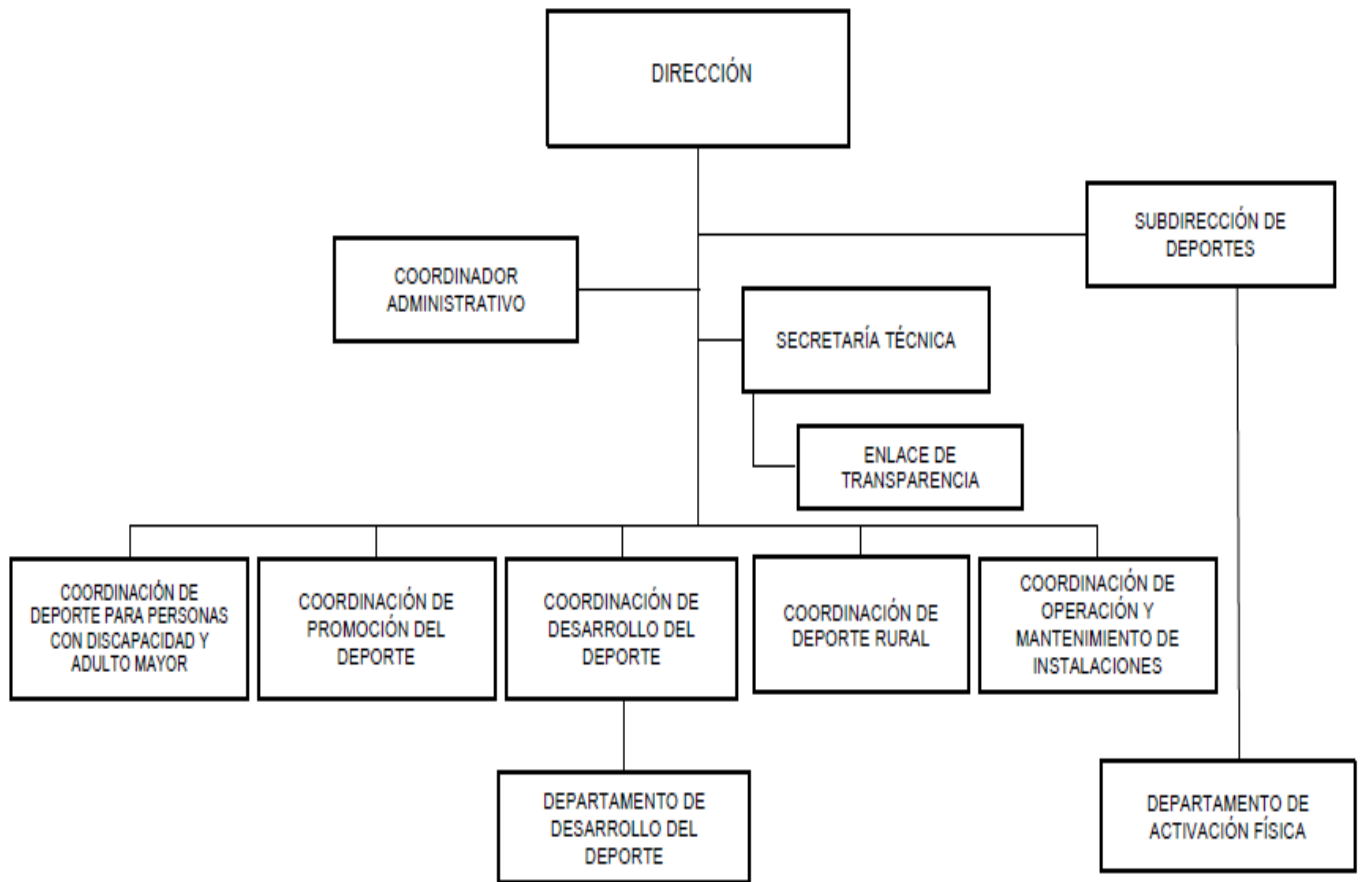 DIRECCIÓN
SUBDIRECCIÓN DE
DEPORTES
COORDINADOR
ADMINISTRATIVO
SECRETARÍA TÉCNICA
ENLACE DE
TRANSPARENCIA
COORDINACIÓN DE
DEPORTE PARA PERSONAS
CON DISCAPACIDAD Y
ADULTO MAYOR
COORDINACIÓN DE
PROMOCIÓN DEL
DEPORTE
COORDINACIÓN DE
DESARROLLO DEL
DEPORTE
COORDINACIÓN DE
DEPORTE RURAL
COORDINACIÓN DE
OPERACIÓN Y
MANTENIMIENTO DE
INSTALACIONES
DEPARTAMENTO DE
DESARROLLO DEL
DEPORTE
DEPARTAMENTO DE
ACTIVACIÓN FÍSICA